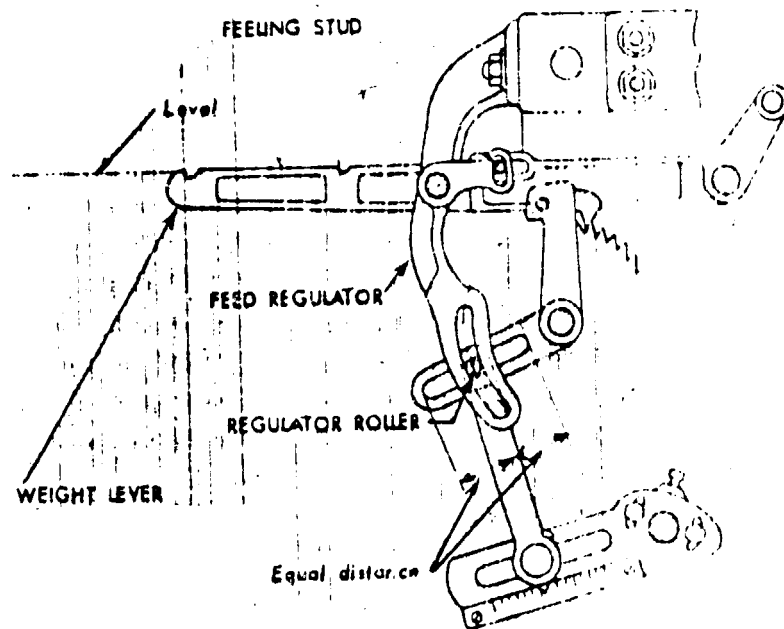 FEELING STUD
Level
FEED REGULATOR
REGULATOR ROLLER
WEIGHT LEVER
Equal distance